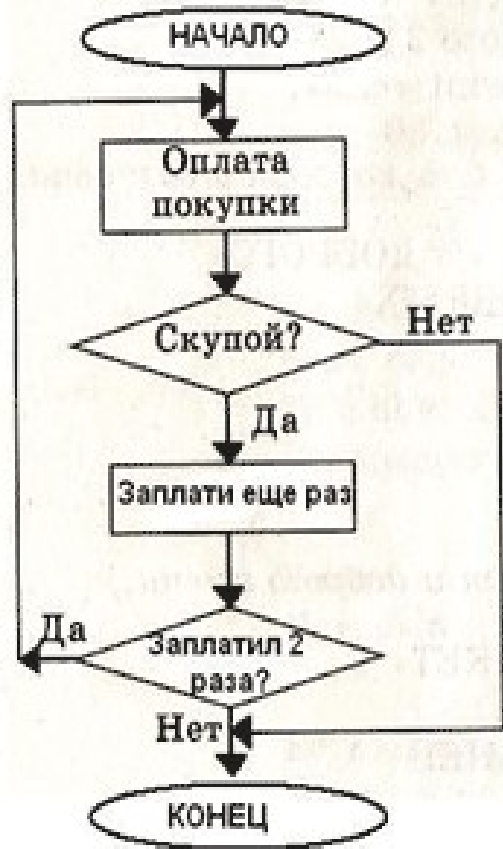 НАЧАЛО
Оплата
покупки
Скупой?
Нет
Да
Заплати еще раз
Да
Заплатил 2
раза?
Нет
КОНЕЦ